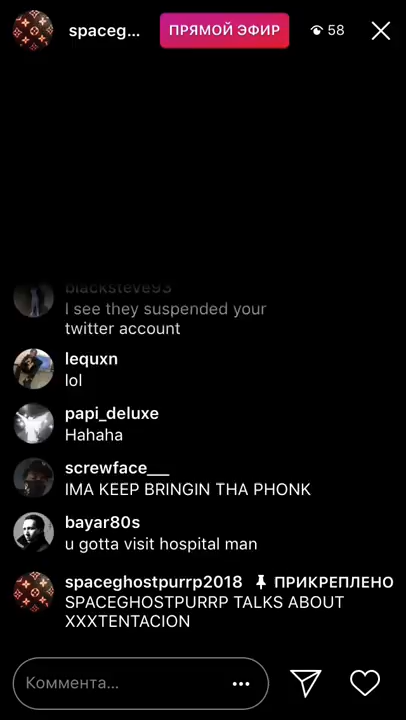 spaceg...
ПРЯМОЙ ЭФИР
58
blacksteve93
I see they suspended your
twitter account
lequxn
lol
papi_deluxe
Hahaha
screwface___
IMA KEEP BRINGIN THA PHONK
bayar80s
u gotta visit hospital man
spaceghostpurrp2018 ПРИКРЕПЛЕНО
SPACEGHOSTPURRP TALKS ABOUT
XXXTENTACION
Коммента...